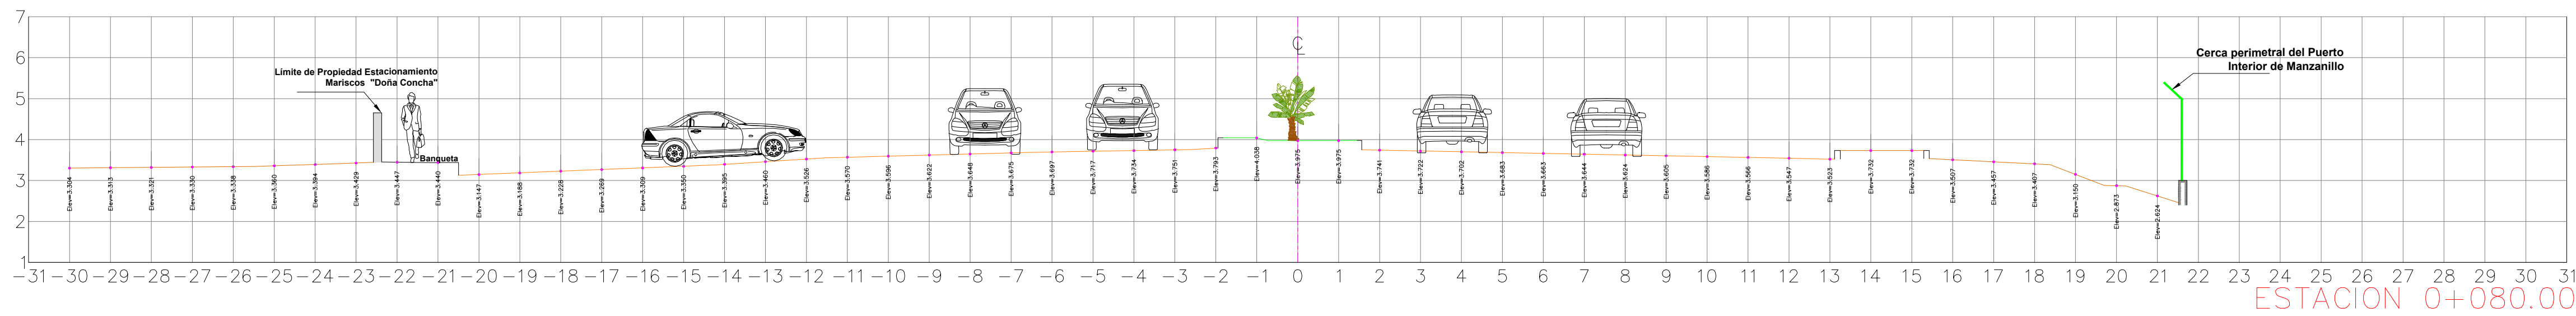 7
6
5
4
3
2
1
Límite de Propiedad Estacionamiento
Mariscos "Doña Concha"
Banqueta
CL
Cerca perimetral del Puerto
Interior de Manzanillo
Elev=3.304
Elev=3.313
Elev=3.321
Elev=3.330
Elev=3.338
Elev=3.360
Elev=3.394
Elev=3.429
Elev=3.447
Elev=3.440
Elev=3.147
Elev=3.188
Elev=3.228
Elev=3.269
Elev=3.309
Elev=3.350
Elev=3.395
Elev=3.460
Elev=3.526
Elev=3.570
Elev=3.596
Elev=3.622
Elev=3.648
Elev=3.675
Elev=3.697
Elev=3.717
Elev=3.734
Elev=3.751
Elev=3.793
Elev=4.038
Elev=3.975
Elev=3.975
Elev=3.741
Elev=3.722
Elev=3.702
Elev=3.683
Elev=3.663
Elev=3.644
Elev=3.624
Elev=3.605
Elev=3.586
Elev=3.566
Elev=3.547
Elev=3.523
Elev=3.732
Elev=3.732
Elev=3.507
Elev=3.457
Elev=3.407
Elev=3.150
Elev=2.873
Elev=2.624
-31 -30 -29 -28 -27 -26 -25 -24 -23 -22 -21 -20 -19 -18 -17 -16 -15 -14 -13 -12 -11 -10 -9 -8 -7 -6 -5 -4 -3 -2 -1 0 1 2 3 4 5 6 7 8 9 10 11 12 13 14 15 16 17 18 19 20 21 22 23 24 25 26 27 28 29 30 31
ESTACION 0+080.00